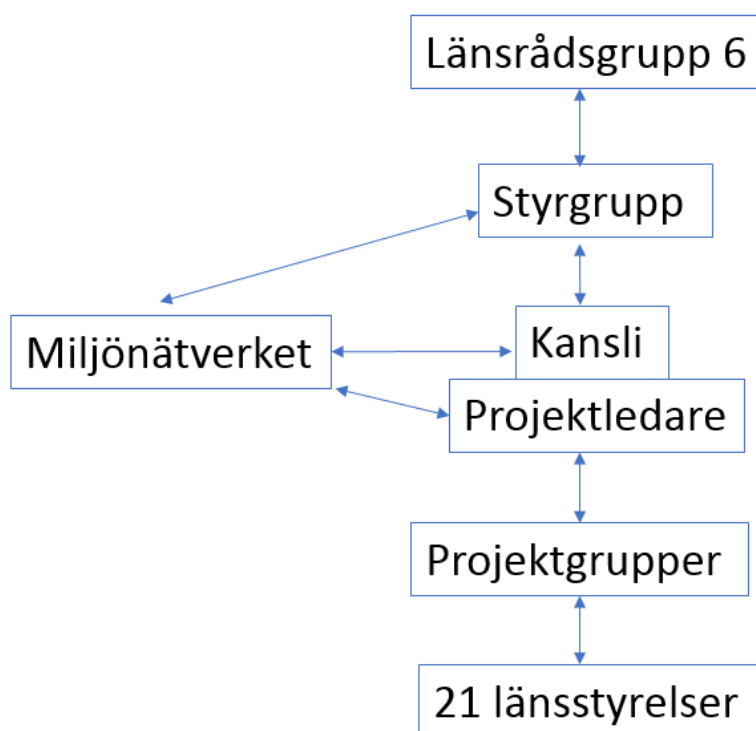 Länsrådsgrupp 6
Styrgrupp
Miljönätverket
Kansli
Projektledare
Projektgrupper
21 länsstyrelser